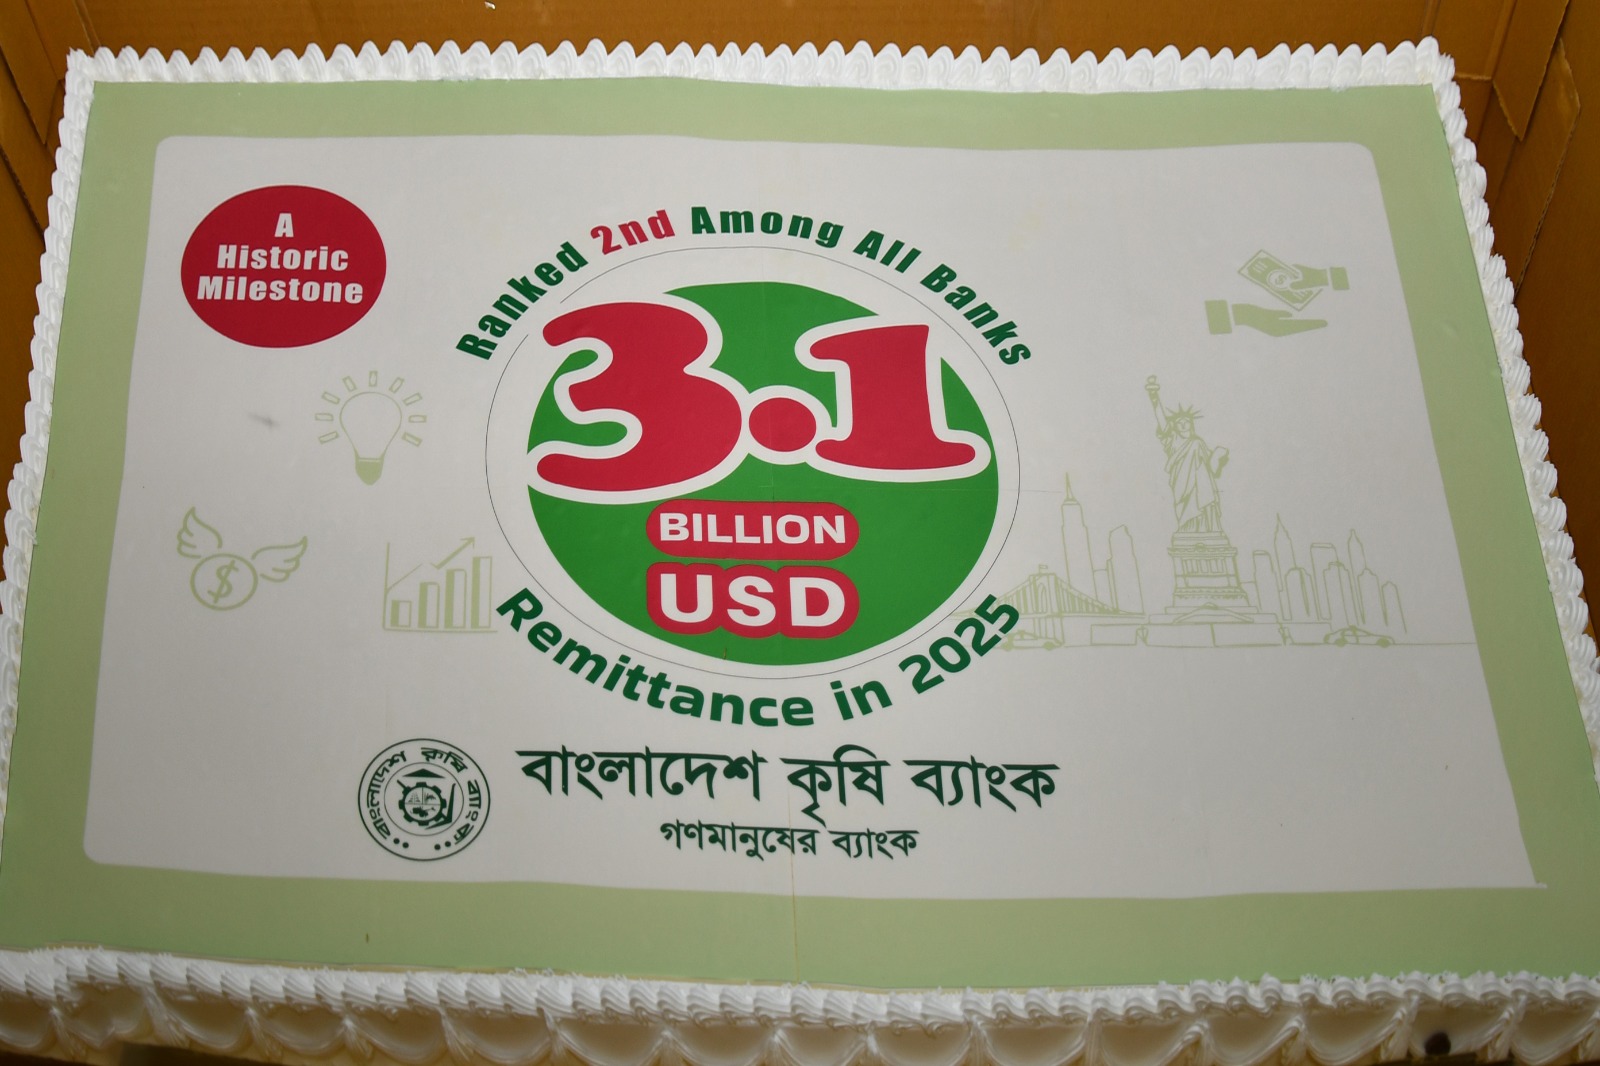 A
Historic
Milestone
Ranked 2nd Among All Banks
3.1
BILLION
USD
Remittance in 2025
বাংলাদেশ কৃষি ব্যাংক
বাংলাদেশ কৃষি ব্যাংক
গণমানুষের ব্যাংক